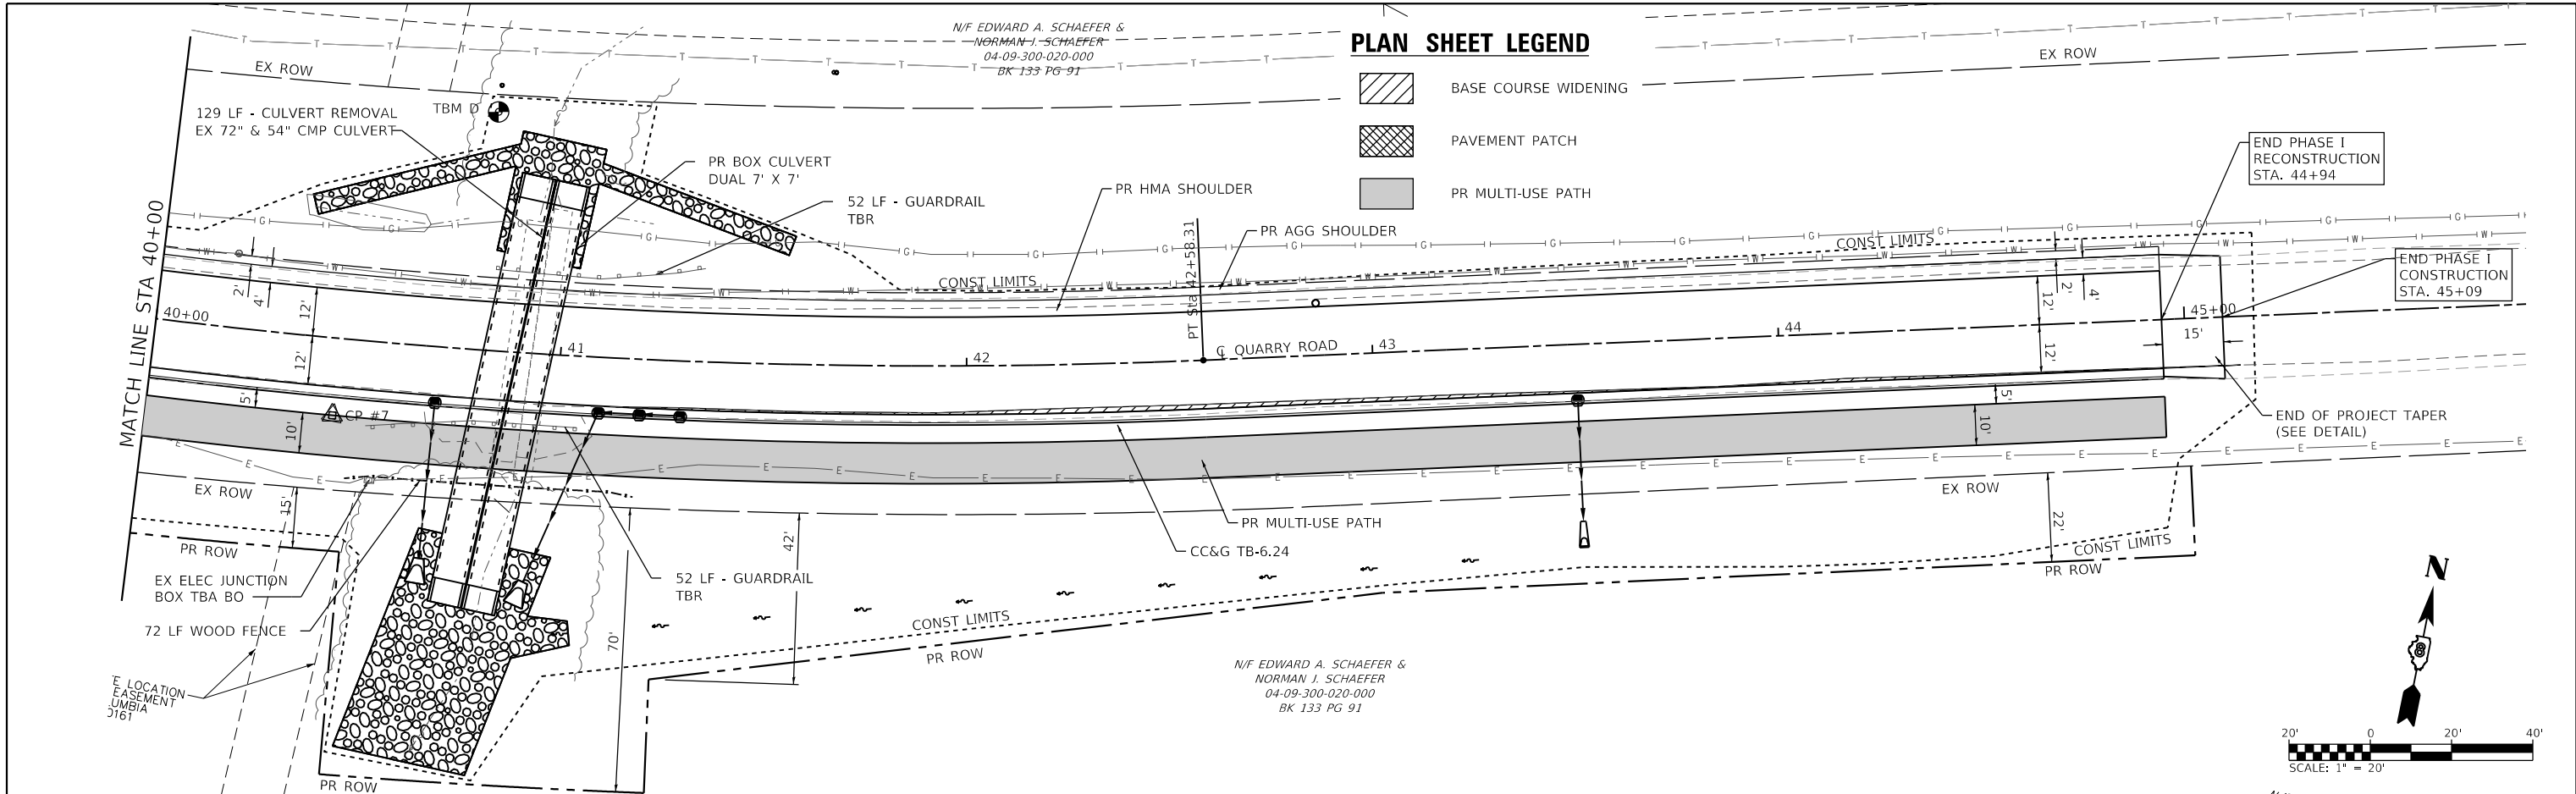 N/F EDWARD A. SCHAEFER &
NORMAN J. SCHAEFER
04-09-300-020-000
BK 133 PG 91
PLAN SHEET LEGEND
BASE COURSE WIDENING
PAVEMENT PATCH
PR MULTI-USE PATH
EX ROW
EX ROW
129 LF - CULVERT REMOVAL
EX 72" & 54" CMP CULVERT
TBM D
PR BOX CULVERT
DUAL 7' X 7'
52 LF - GUARDRAIL
TBR
PR HMA SHOULDER
PT Sta 42+58.31
PR AGG SHOULDER
CONST LIMITS
CONST LIMITS
END PHASE I
RECONSTRUCTION
STA. 44+94
END PHASE I
CONSTRUCTION
STA. 45+09
MATCH LINE STA 40+00
2'
4'
12'
12'
5'
10'
15'
40+00
41
42
QUARRY ROAD
43
44
45+00
15'
12'
12'
2'
4'
5'
10'
CP #7
END OF PROJECT TAPER
(SEE DETAIL)
EX ROW
EX ROW
PR ROW
PR MULTI-USE PATH
CC&G TB-6.24
22'
CONST LIMITS
PR ROW
EX ELEC JUNCTION
BOX TBA BO
72 LF WOOD FENCE
52 LF - GUARDRAIL
TBR
42'
70'
CONST LIMITS
PR ROW
N/F EDWARD A. SCHAEFER &
NORMAN J. SCHAEFER
04-09-300-020-000
BK 133 PG 91
E LOCATION
EASEMENT
UMBIA
0161
PR ROW
N
20' 0 20' 40'
SCALE: 1" = 20'